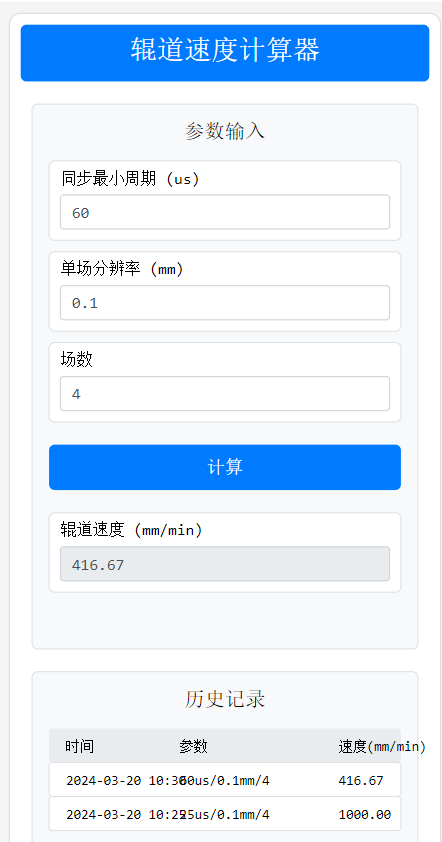 辊道速度计算器
参数输入
同步最小周期 (us)
60
单场分辨率 (mm)
0.1
场数
4
计算
辊道速度 (mm/min)
416.67
历史记录
时间 参数 速度(mm/min)
2024-03-20 10:30 60us/0.1mm/4 416.67
2024-03-20 10:25 25us/0.1mm/4 1000.00